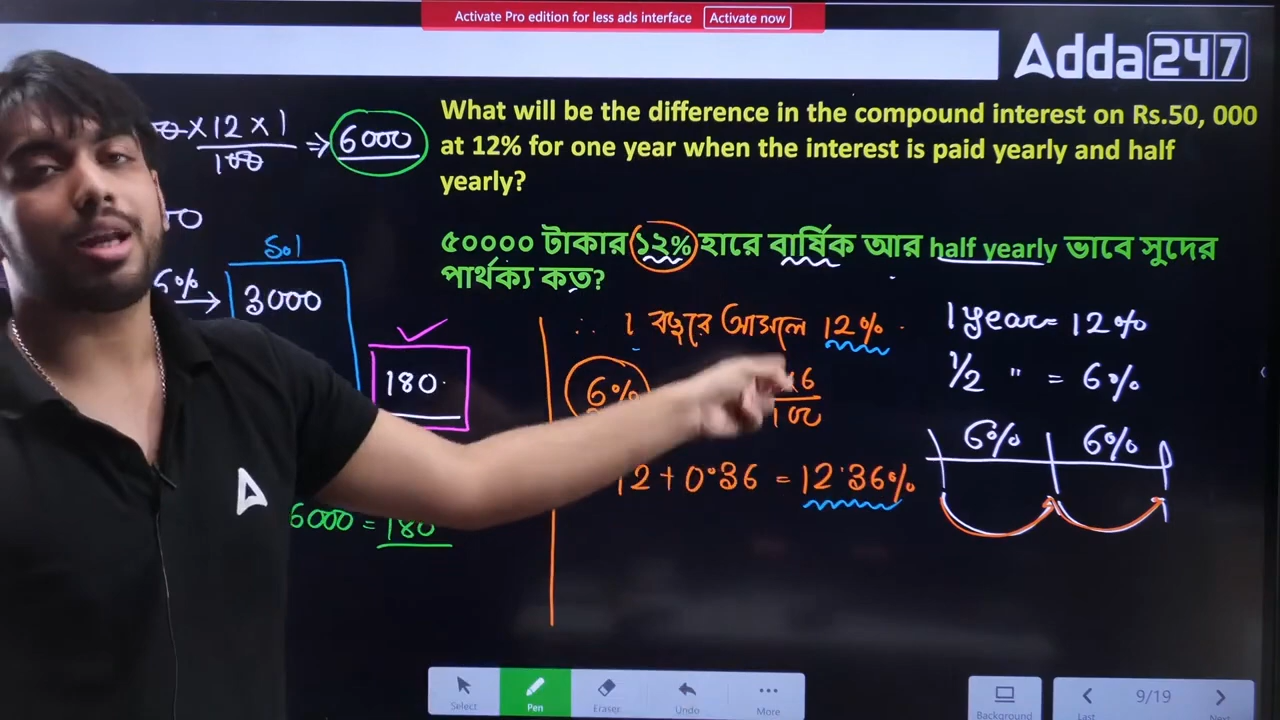 Activate Pro edition for less ads interface Activate now
Adda247
What will be the difference in the compound interest on Rs.50, 000
at 12% for one year when the interest is paid yearly and half
yearly?
৫০০০০ টাকার ১২% হারে বার্ষিক আর half yearly ভাবে সুদের
পার্থক্য কত?
X 12 X 1
100
⇒ 6000
Sol
6% → 3000
180
6000 = 180
∴ 1 বছরে আসলে 12%
6%
6
100
12 + 0.36 = 12.36%
1 year = 12%
1/2 " = 6%
6% 6%
Select Pen Eraser Undo More
Background
Last 9/19 Next